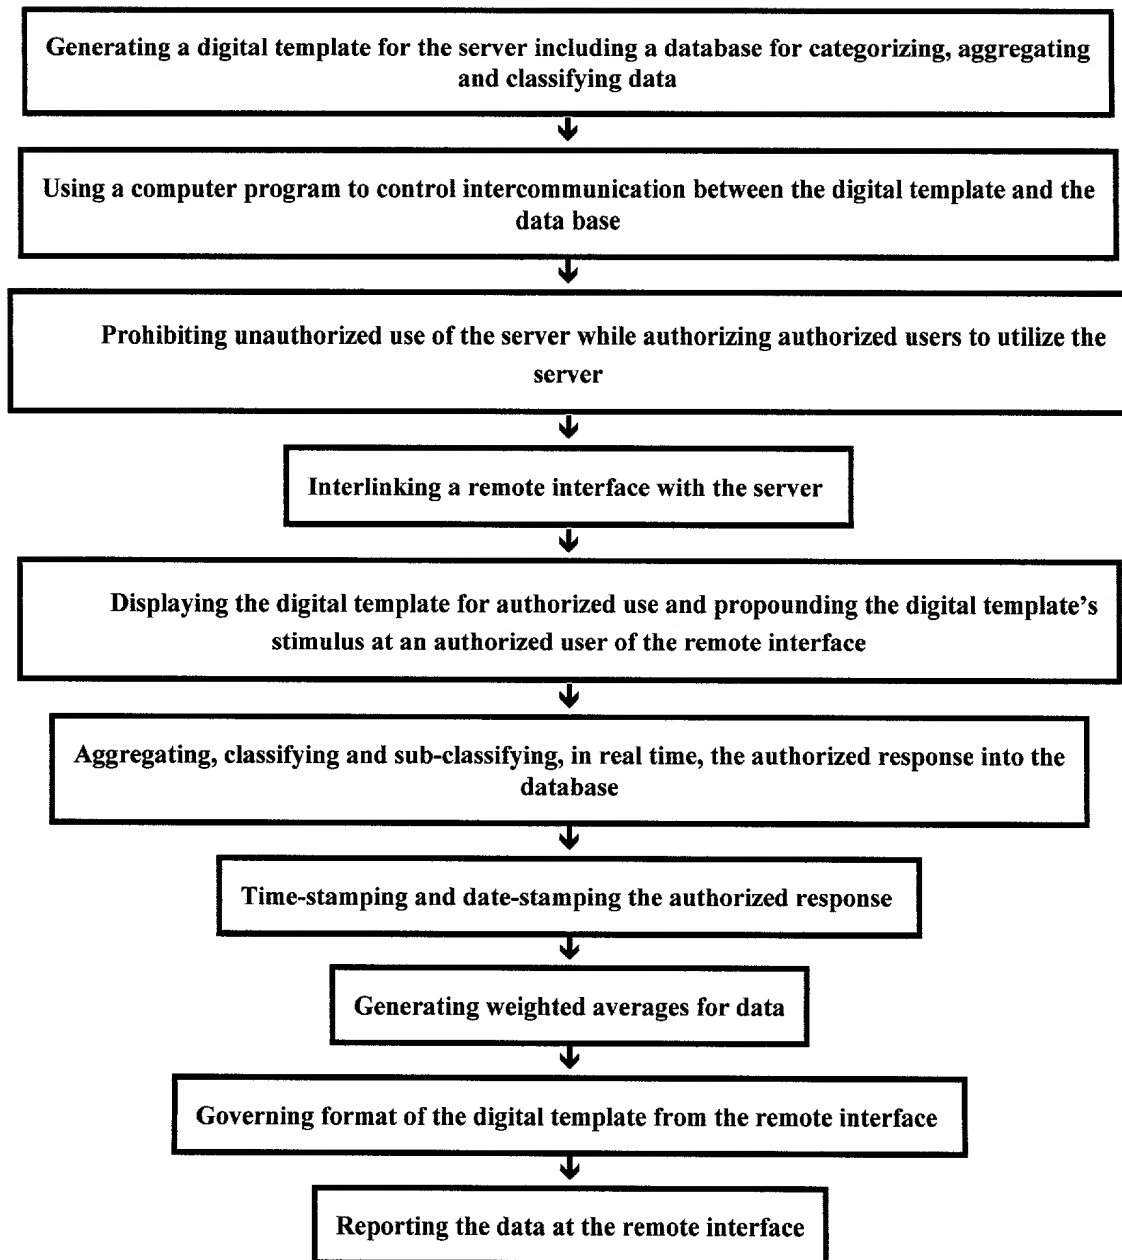 Generating a digital template for the server including a database for categorizing, aggregating
and classifying data
Using a computer program to control intercommunication between the digital template and the
data base
Prohibiting unauthorized use of the server while authorizing authorized users to utilize the
server
Interlinking a remote interface with the server
Displaying the digital template for authorized use and propounding the digital template's
stimulus at an authorized user of the remote interface
Aggregating, classifying and sub-classifying, in real time, the authorized response into the
database
Time-stamping and date-stamping the authorized response
Generating weighted averages for data
Governing format of the digital template from the remote interface
Reporting the data at the remote interface